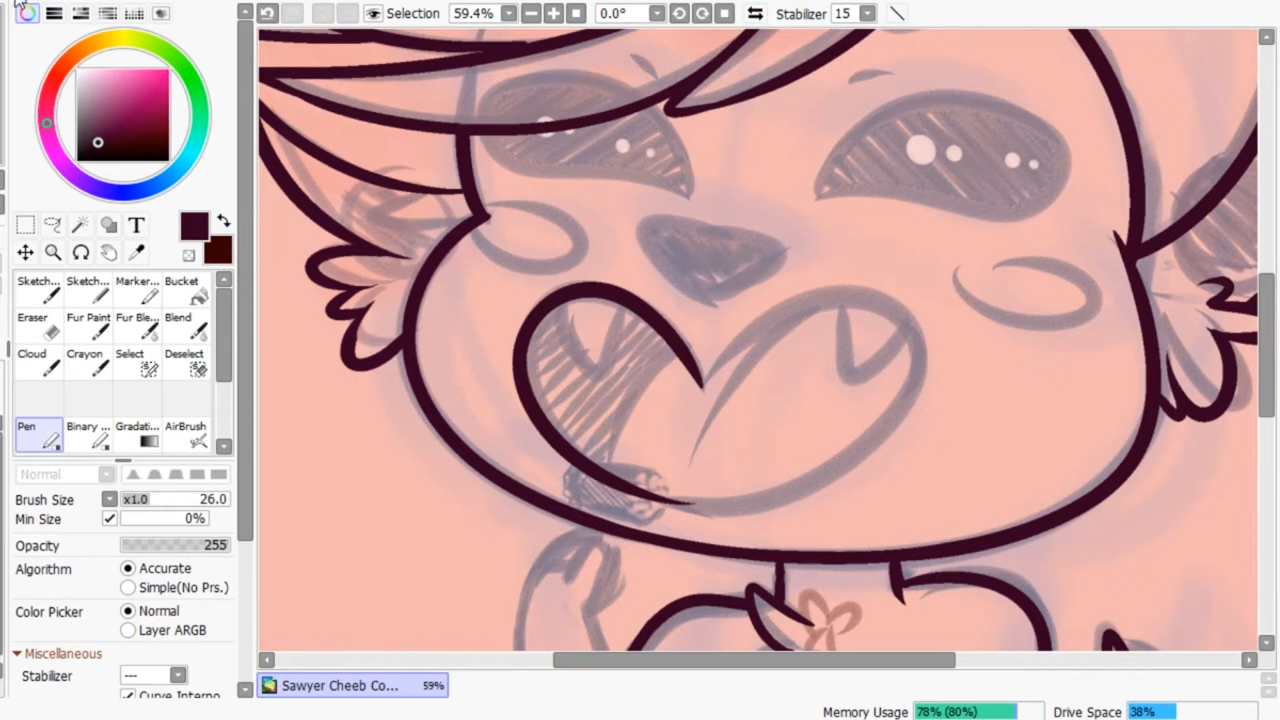 Selection 59.4% 0.0° Stabilizer 15
T
Sketch... Sketch... Marker... Bucket
Eraser Fur Paint Fur Ble... Blend
Cloud Crayon Select Deselect
Pen Binary ... Gradati... AirBrush
Normal
Brush Size x1.0 26.0
Min Size 0%
Opacity 255
Algorithm Accurate
Simple(No Prs.)
Color Picker Normal
Layer ARGB
Miscellaneous
Stabilizer ---
Curve Interpo
Sawyer Cheeb Co... 59%
Memory Usage 78% (80%) Drive Space 38%